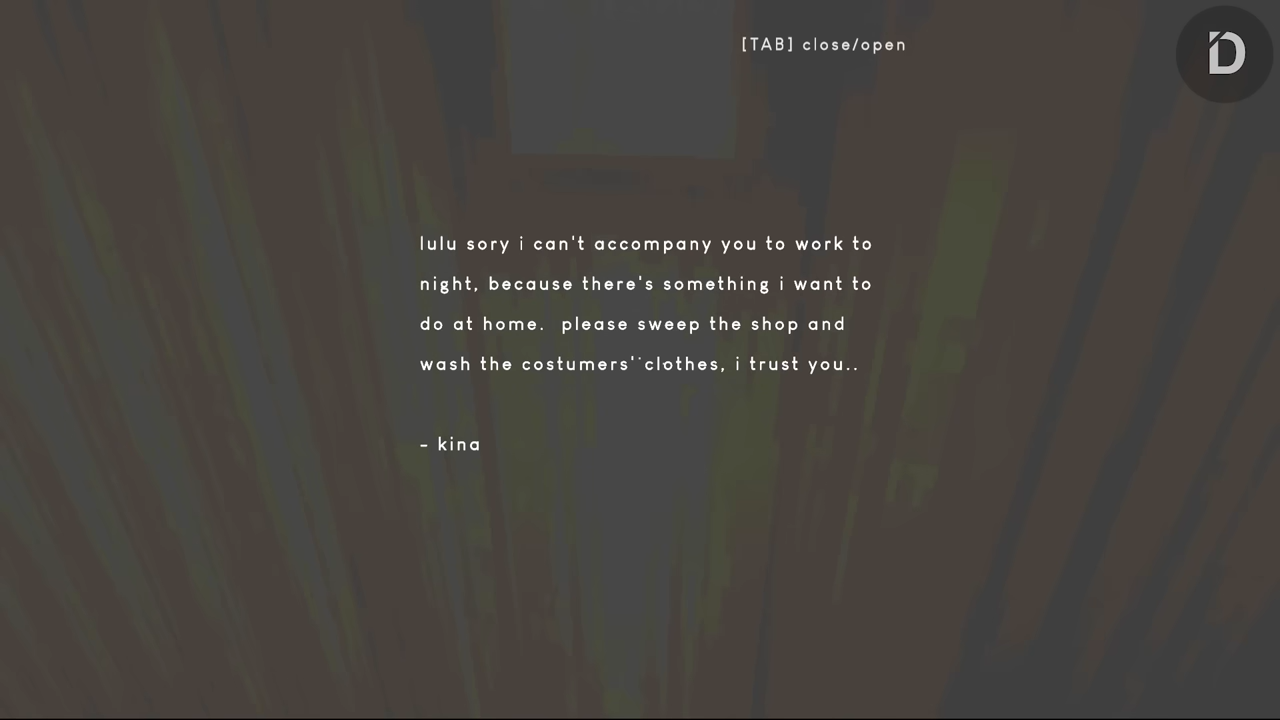 [TAB] close/open
D
lulu sory i can't accompany you to work to
night, because there's something i want to
do at home.  please sweep the shop and
wash the costumers' clothes, i trust you..
- kina